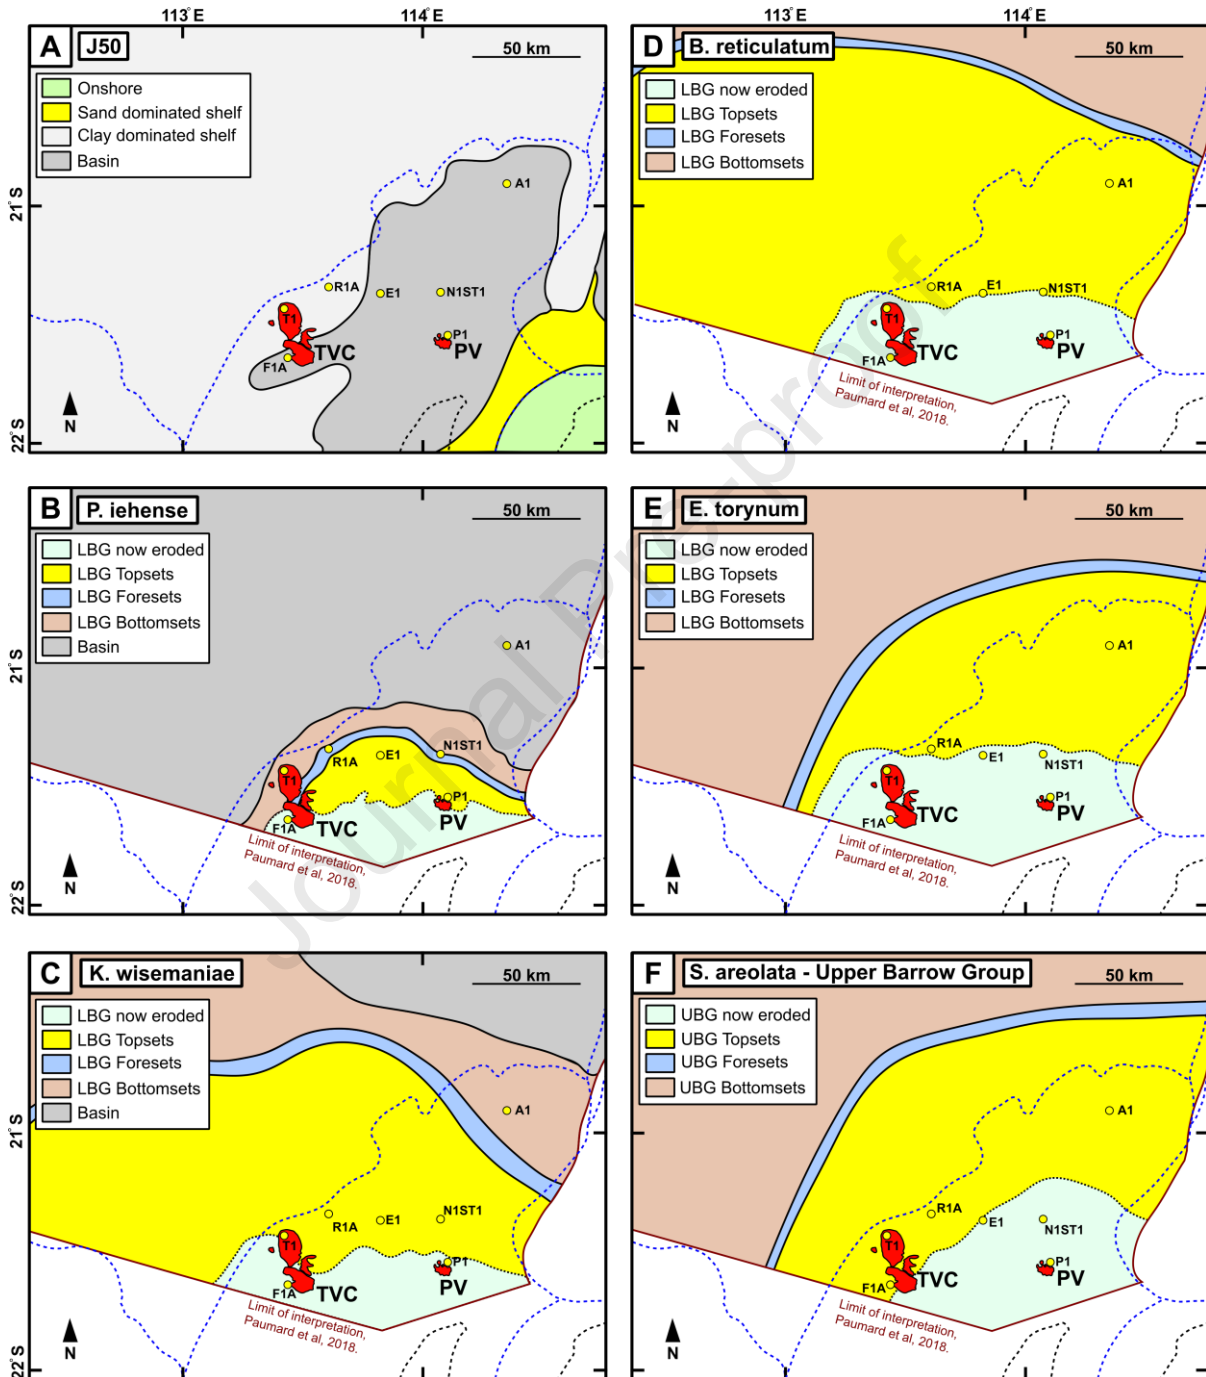 113°E
114°E
A
J50
50 km
Onshore
Sand dominated shelf
Clay dominated shelf
Basin
21°S
A1
R1A
E1
N1ST1
T1
P1
TVC
PV
F1A
N
22°S
113°E
114°E
D
B. reticulatum
50 km
LBG now eroded
LBG Topsets
LBG Foresets
LBG Bottomsets
A1
R1A
E1
N1ST1
T1
P1
TVC
PV
F1A
Limit of interpretation,
Paumard et al, 2018.
N
B
P. iehense
50 km
LBG now eroded
LBG Topsets
LBG Foresets
LBG Bottomsets
Basin
21°S
A1
R1A
E1
N1ST1
T1
P1
TVC
PV
F1A
Limit of interpretation,
Paumard et al, 2018.
N
22°S
E
E. torynum
50 km
LBG now eroded
LBG Topsets
LBG Foresets
LBG Bottomsets
A1
R1A
E1
N1ST1
T1
P1
TVC
PV
F1A
Limit of interpretation,
Paumard et al, 2018.
N
C
K. wisemaniae
50 km
LBG now eroded
LBG Topsets
LBG Foresets
LBG Bottomsets
Basin
21°S
A1
R1A
E1
N1ST1
T1
P1
TVC
PV
F1A
Limit of interpretation,
Paumard et al, 2018.
N
22°S
F
S. areolata - Upper Barrow Group
50 km
UBG now eroded
UBG Topsets
UBG Foresets
UBG Bottomsets
A1
R1A
E1
N1ST1
T1
P1
TVC
PV
F1A
Limit of interpretation,
Paumard et al, 2018.
N
Journal Pre-proof